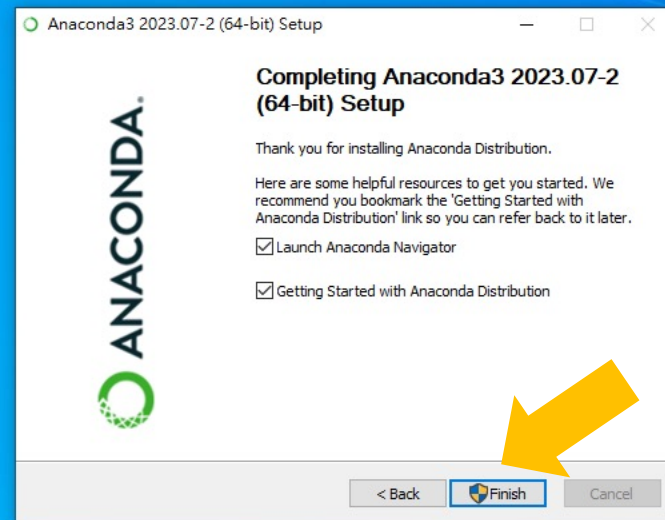 Anaconda3 2023.07-2 (64-bit) Setup
ANACONDA.
Completing Anaconda3 2023.07-2
(64-bit) Setup
Thank you for installing Anaconda Distribution.
Here are some helpful resources to get you started. We
recommend you bookmark the 'Getting Started with
Anaconda Distribution' link so you can refer back to it later.
Launch Anaconda Navigator
Getting Started with Anaconda Distribution
< Back
Finish
Cancel